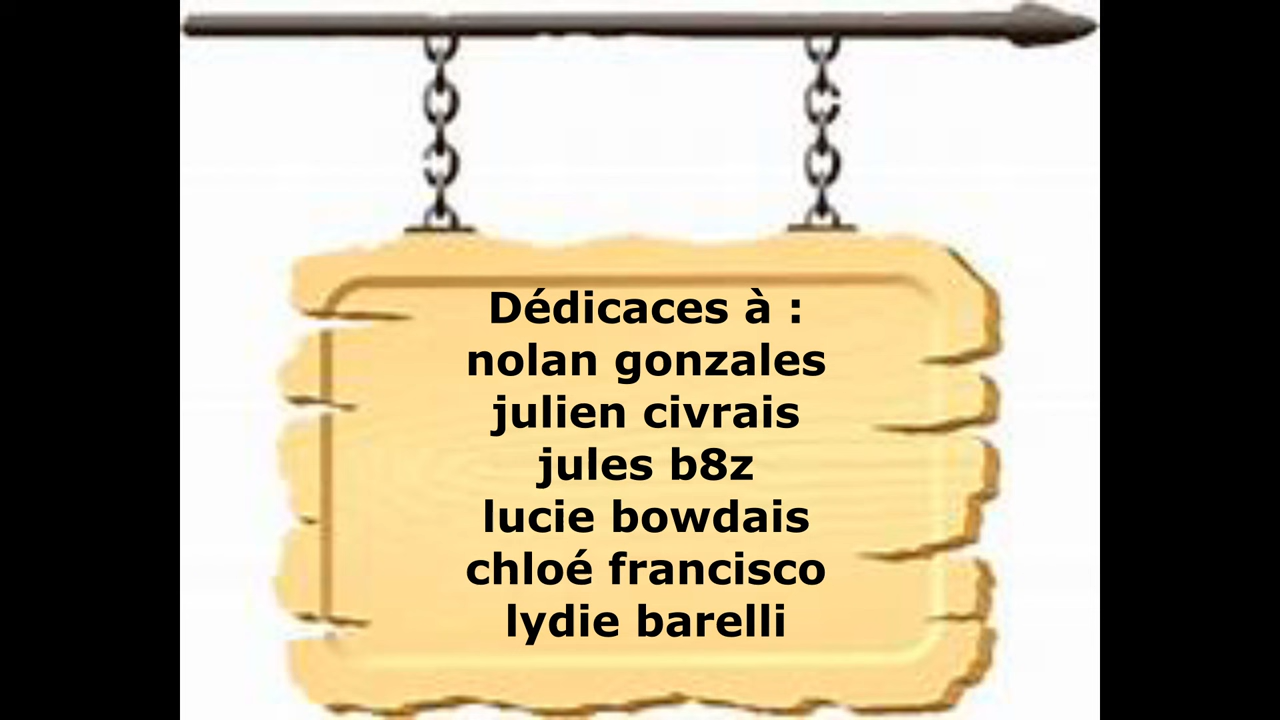 Dédicaces à :
nolan gonzales
julien civrais
jules b8z
lucie bowdais
chloé francisco
lydie barelli